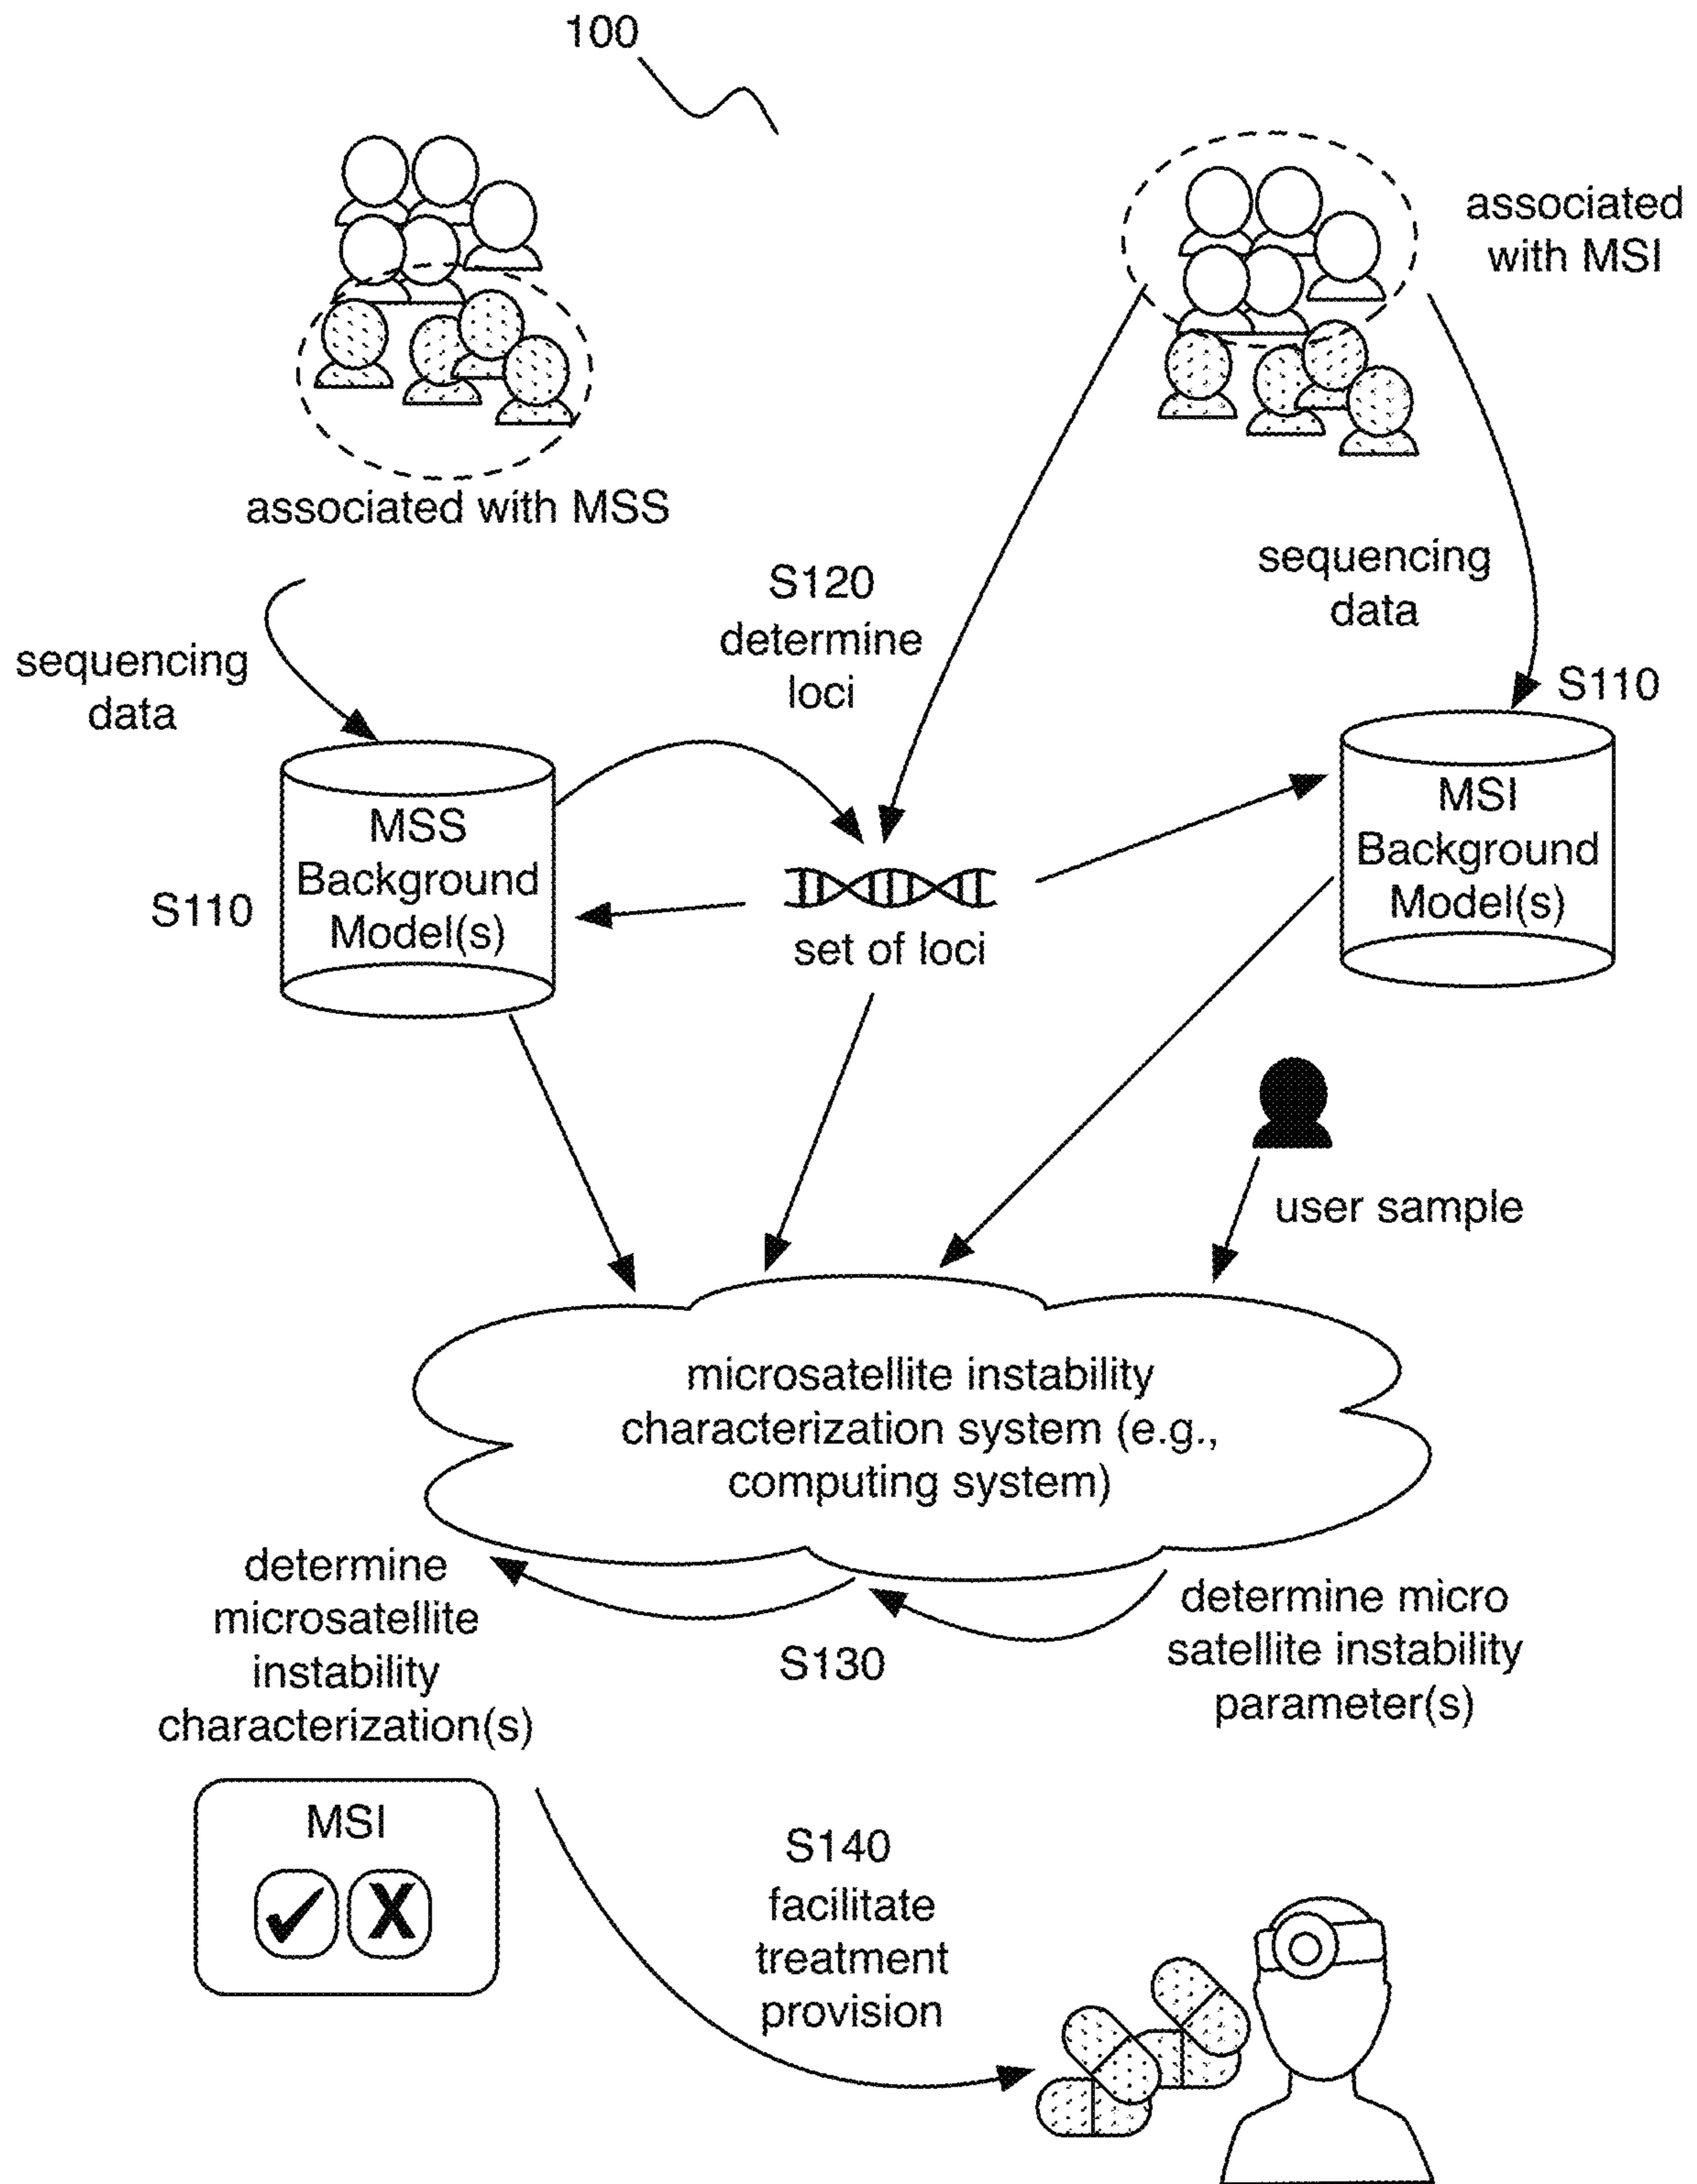 100
associated
with MSI
associated with MSS
sequencing
data
S120
determine
loci
sequencing
data
S110
MSS
Background
Model(s)
S110
set of loci
MSI
Background
Model(s)
user sample
microsatellite instability
characterization system (e.g.,
computing system)
determine
microsatellite
instability
characterization(s)
S130
determine micro
satellite instability
parameter(s)
MSI
X
S140
facilitate
treatment
provision